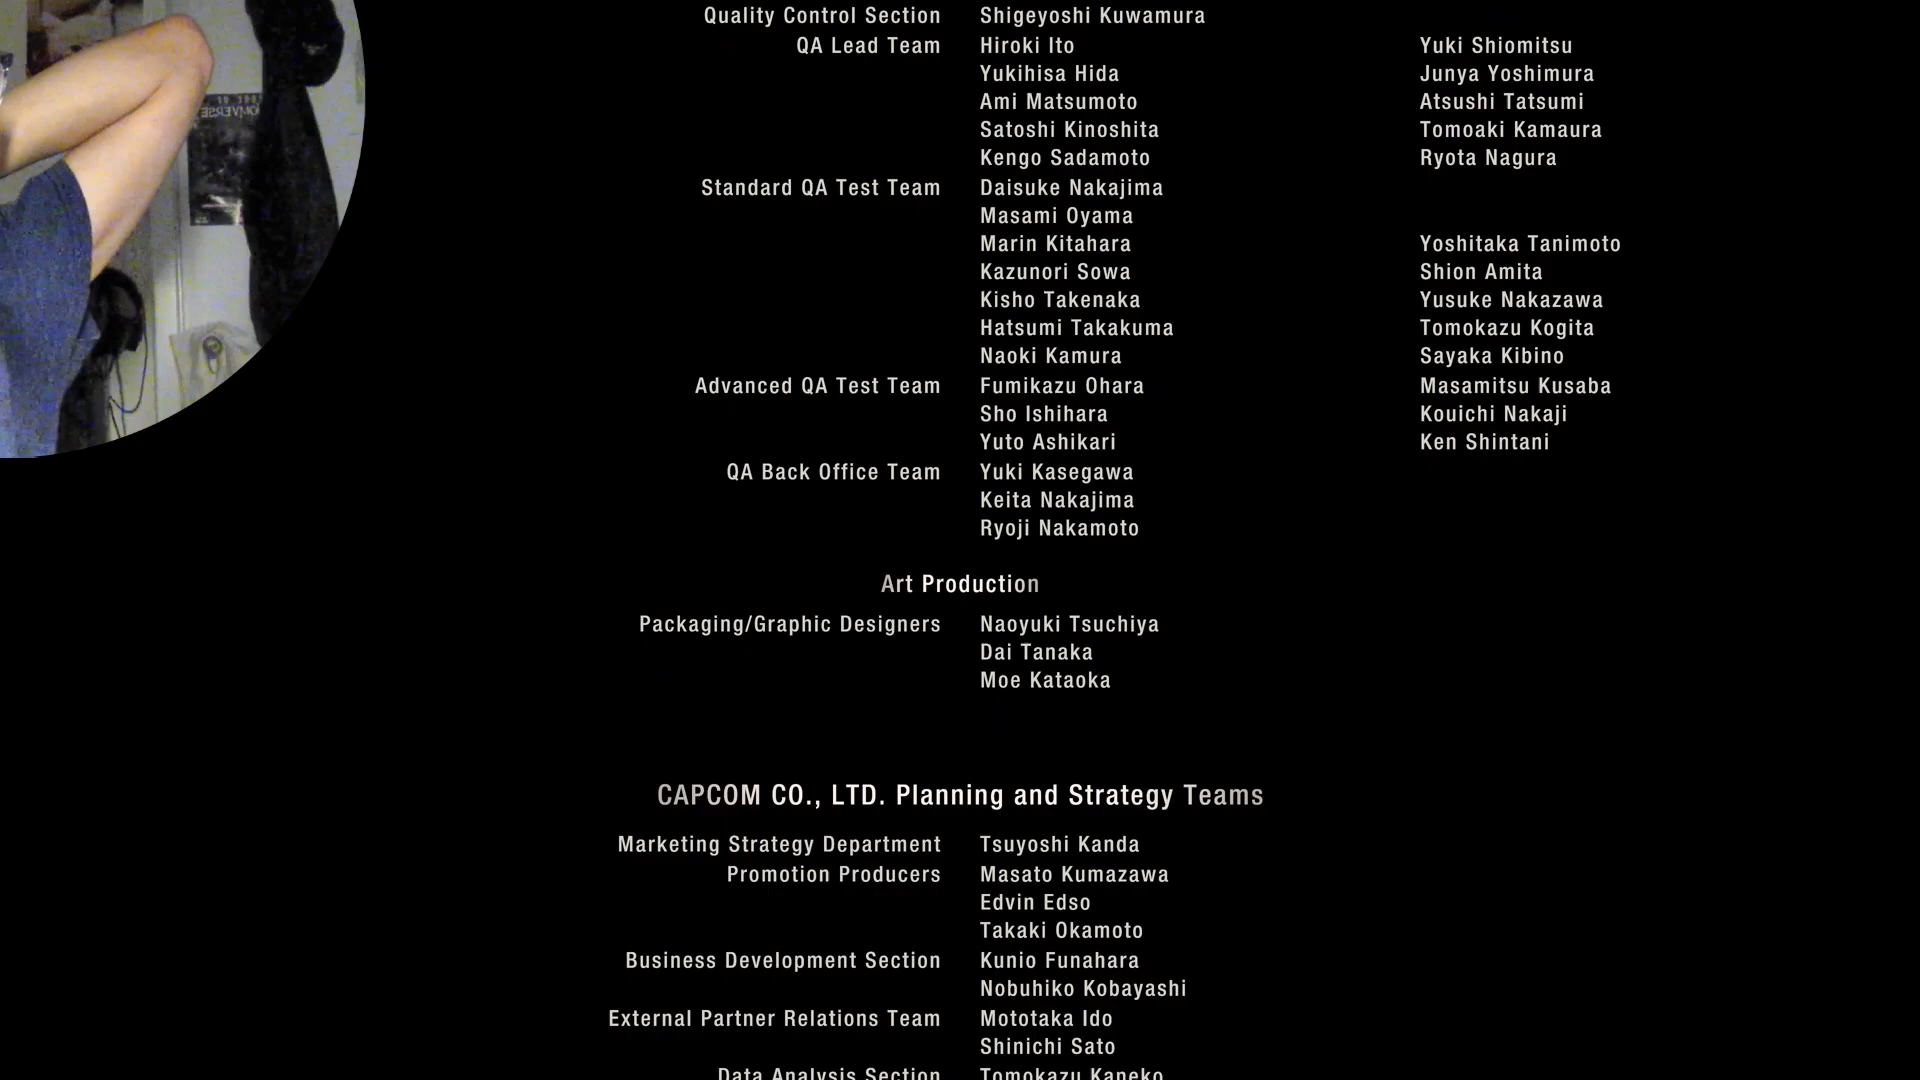 Quality Control Section Shigeyoshi Kuwamura
QA Lead Team Hiroki Ito Yuki Shiomitsu
Yukihisa Hida Junya Yoshimura
Ami Matsumoto Atsushi Tatsumi
Satoshi Kinoshita Tomoaki Kamaura
Kengo Sadamoto Ryota Nagura
Standard QA Test Team Daisuke Nakajima
Masami Oyama
Marin Kitahara Yoshitaka Tanimoto
Kazunori Sowa Shion Amita
Kisho Takenaka Yusuke Nakazawa
Hatsumi Takakuma Tomokazu Kogita
Naoki Kamura Sayaka Kibino
Advanced QA Test Team Fumikazu Ohara Masamitsu Kusaba
Sho Ishihara Kouichi Nakaji
Yuto Ashikari Ken Shintani
QA Back Office Team Yuki Kasegawa
Keita Nakajima
Ryoji Nakamoto
Art Production
Packaging/Graphic Designers Naoyuki Tsuchiya
Dai Tanaka
Moe Kataoka
CAPCOM CO., LTD. Planning and Strategy Teams
Marketing Strategy Department Tsuyoshi Kanda
Promotion Producers Masato Kumazawa
Edvin Edso
Takaki Okamoto
Business Development Section Kunio Funahara
Nobuhiko Kobayashi
External Partner Relations Team Mototaka Ido
Shinichi Sato
Data Analysis Section Tomokazu Kaneko